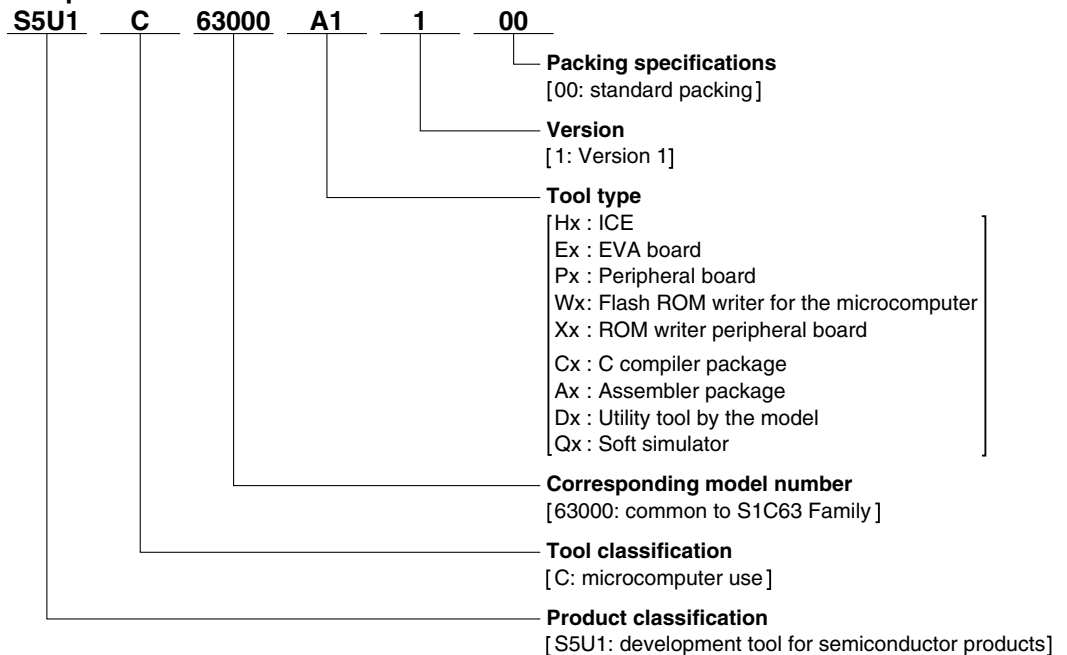 S5U1 C 63000 A1 1 00
Packing specifications
[00: standard packing]
Version
[1: Version 1]
Tool type
[Hx : ICE
Ex : EVA board
Px : Peripheral board
Wx: Flash ROM writer for the microcomputer
Xx : ROM writer peripheral board
Cx : C compiler package
Ax : Assembler package
Dx : Utility tool by the model
Qx : Soft simulator]
Corresponding model number
[63000: common to S1C63 Family]
Tool classification
[C: microcomputer use]
Product classification
[S5U1: development tool for semiconductor products]